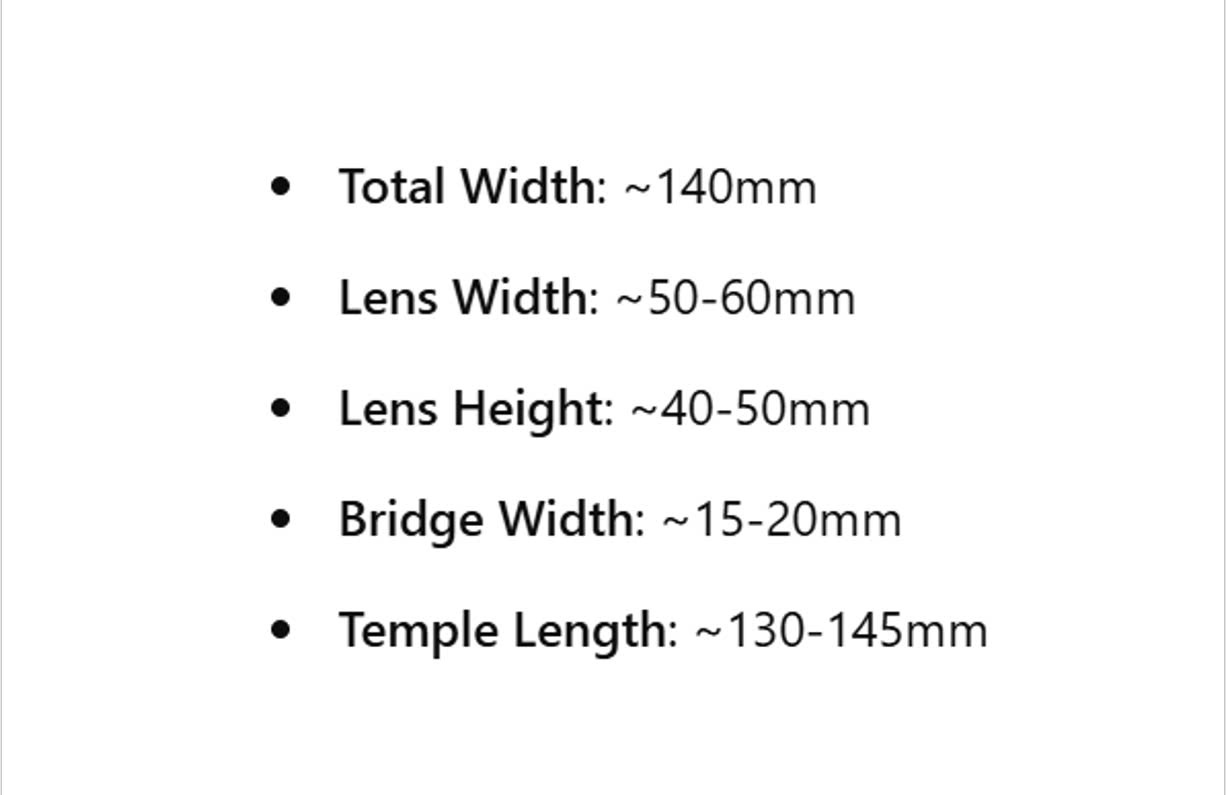 • Total Width: ~140mm
• Lens Width: ~50-60mm
• Lens Height: ~40-50mm
• Bridge Width: ~15-20mm
• Temple Length: ~130-145mm